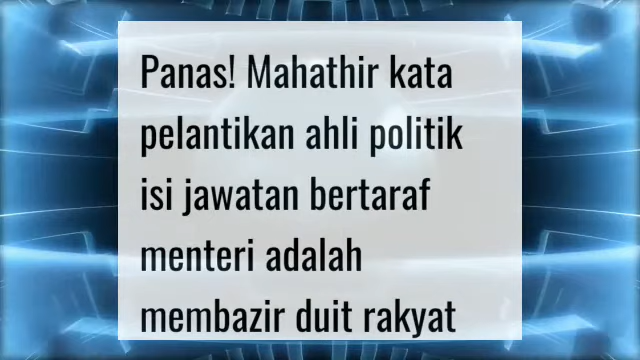 Panas! Mahathir kata
pelantikan ahli politik
isi jawatan bertaraf
menteri adalah
membazir duit rakyat